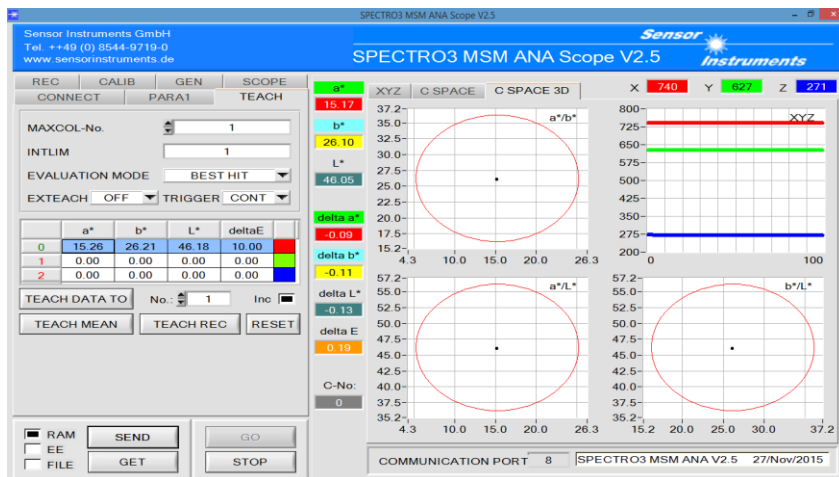 SPECTRO3 MSM ANA Scope V2.5
Sensor Instruments GmbH
Tel. ++49 (0) 8544-9719-0
www.sensorinstruments.de
SPECTRO3 MSM ANA Scope V2.5
Sensor
Instruments
REC CALIB GEN SCOPE
CONNECT PARA1 TEACH
MAXCOL-No. 1
INTLIM 1
EVALUATION MODE BEST HIT
EXTEACH OFF TRIGGER CONT
a* b* L* deltaE
0 15.26 26.21 46.18 10.00
1 0.00 0.00 0.00 0.00
2 0.00 0.00 0.00 0.00
TEACH DATA TO No.: 1 Inc
TEACH MEAN TEACH REC RESET
RAM
EE
FILE
SEND GO
GET STOP
a*
15.17
b*
26.10
L*
46.05
delta a*
-0.09
delta b*
-0.11
delta L*
-0.13
delta E
0.19
C-No:
0
XYZ C SPACE C SPACE 3D
X 740 Y 627 Z 271
a*/b*
37.2
35.0
32.5
30.0
27.5
25.0
22.5
20.0
17.5
15.2
4.3 10.0 15.0 20.0 26.3
XYZ
800
725
650
575
500
425
350
275
200
0 100
a*/L*
57.2
55.0
52.5
50.0
47.5
45.0
42.5
40.0
37.5
35.2
4.3 10.0 15.0 20.0 26.3
b*/L*
57.2
55.0
52.5
50.0
47.5
45.0
42.5
40.0
37.5
35.2
15.2 20.0 25.0 30.0 37.2
COMMUNICATION PORT 8 SPECTRO3 MSM ANA V2.5 27/Nov/2015